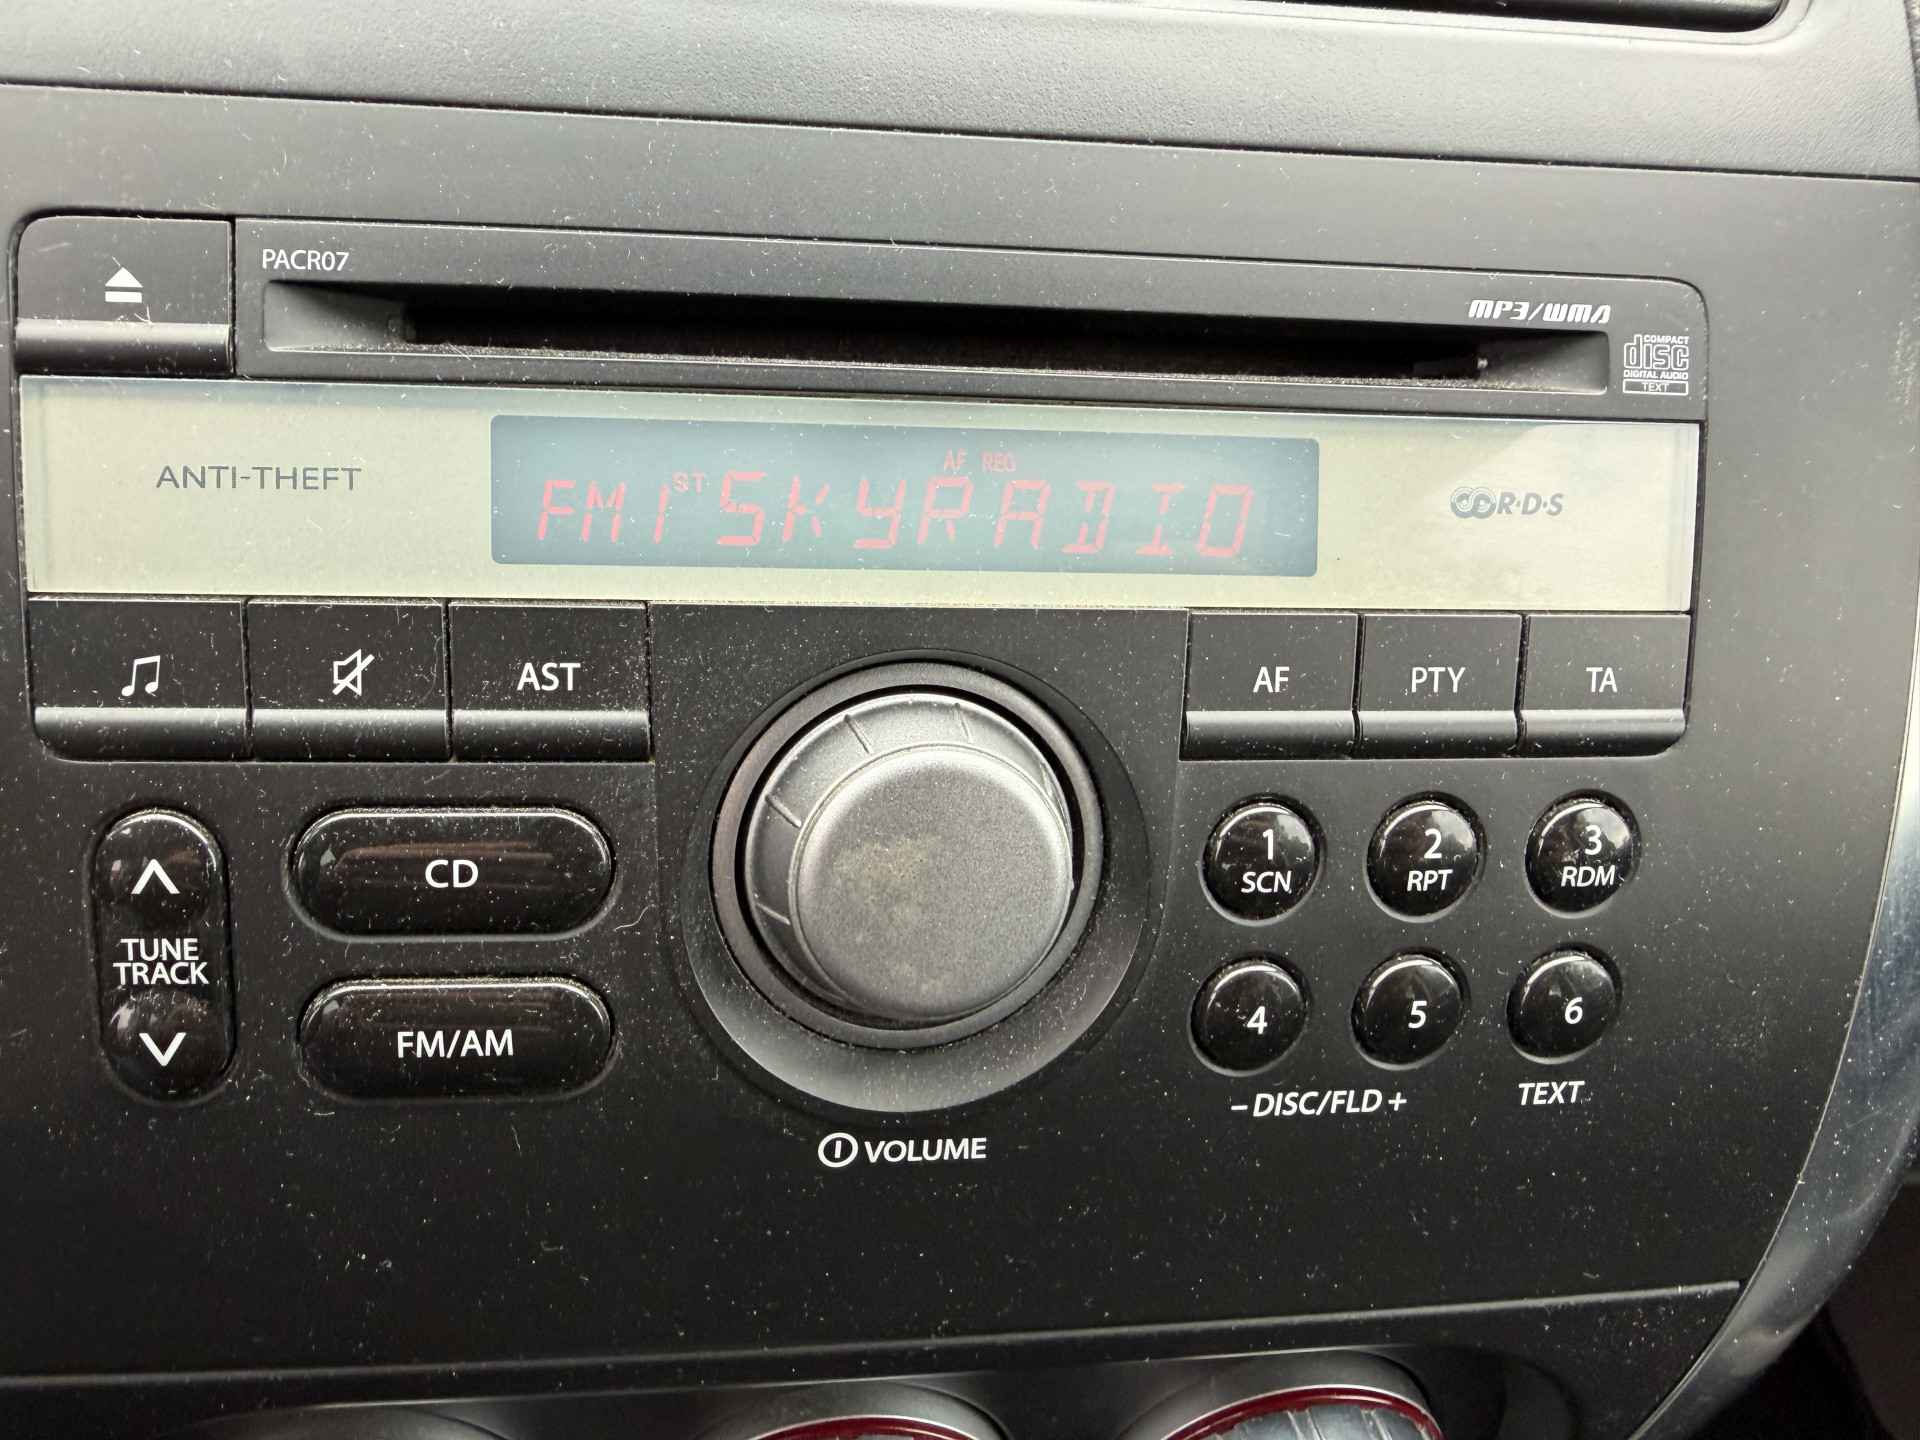 PACR07
MP3/WMA
COMPACT
disc
DIGITAL AUDIO
TEXT
ANTI-THEFT
AF REG
FM1 ST SKYRADIO
R·D·S
AST
AF
PTY
TA
CD
TUNE
TRACK
FM/AM
1
SCN
2
RPT
3
RDM
4
5
6
– DISC/FLD +
TEXT
VOLUME